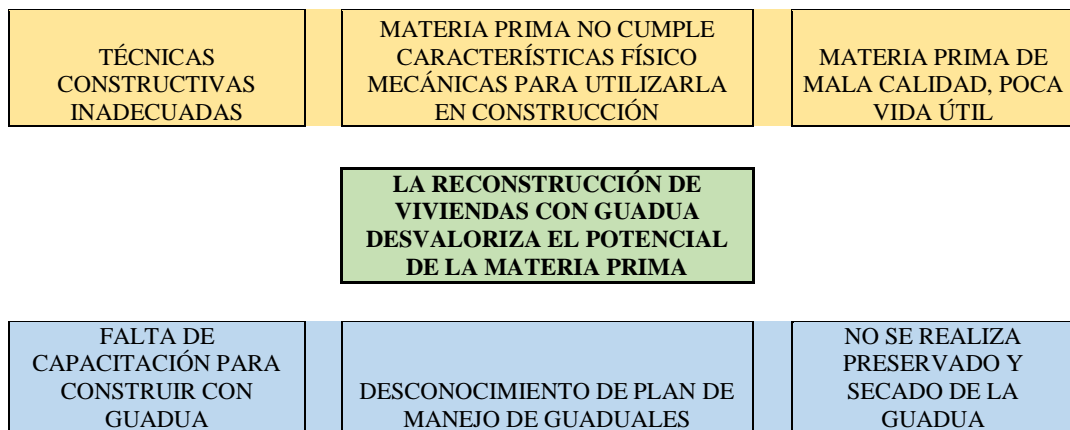 TÉCNICAS
CONSTRUCTIVAS
INADECUADAS
MATERIA PRIMA NO CUMPLE
CARACTERÍSTICAS FÍSICO
MECÁNICAS PARA UTILIZARLA
EN CONSTRUCCIÓN
MATERIA PRIMA DE
MALA CALIDAD, POCA
VIDA ÚTIL
LA RECONSTRUCCIÓN DE
VIVIENDAS CON GUADUA
DESVALORIZA EL POTENCIAL
DE LA MATERIA PRIMA
FALTA DE
CAPACITACIÓN PARA
CONSTRUIR CON
GUADUA
DESCONOCIMIENTO DE PLAN DE
MANEJO DE GUADUALES
NO SE REALIZA
PRESERVADO Y
SECADO DE LA
GUADUA